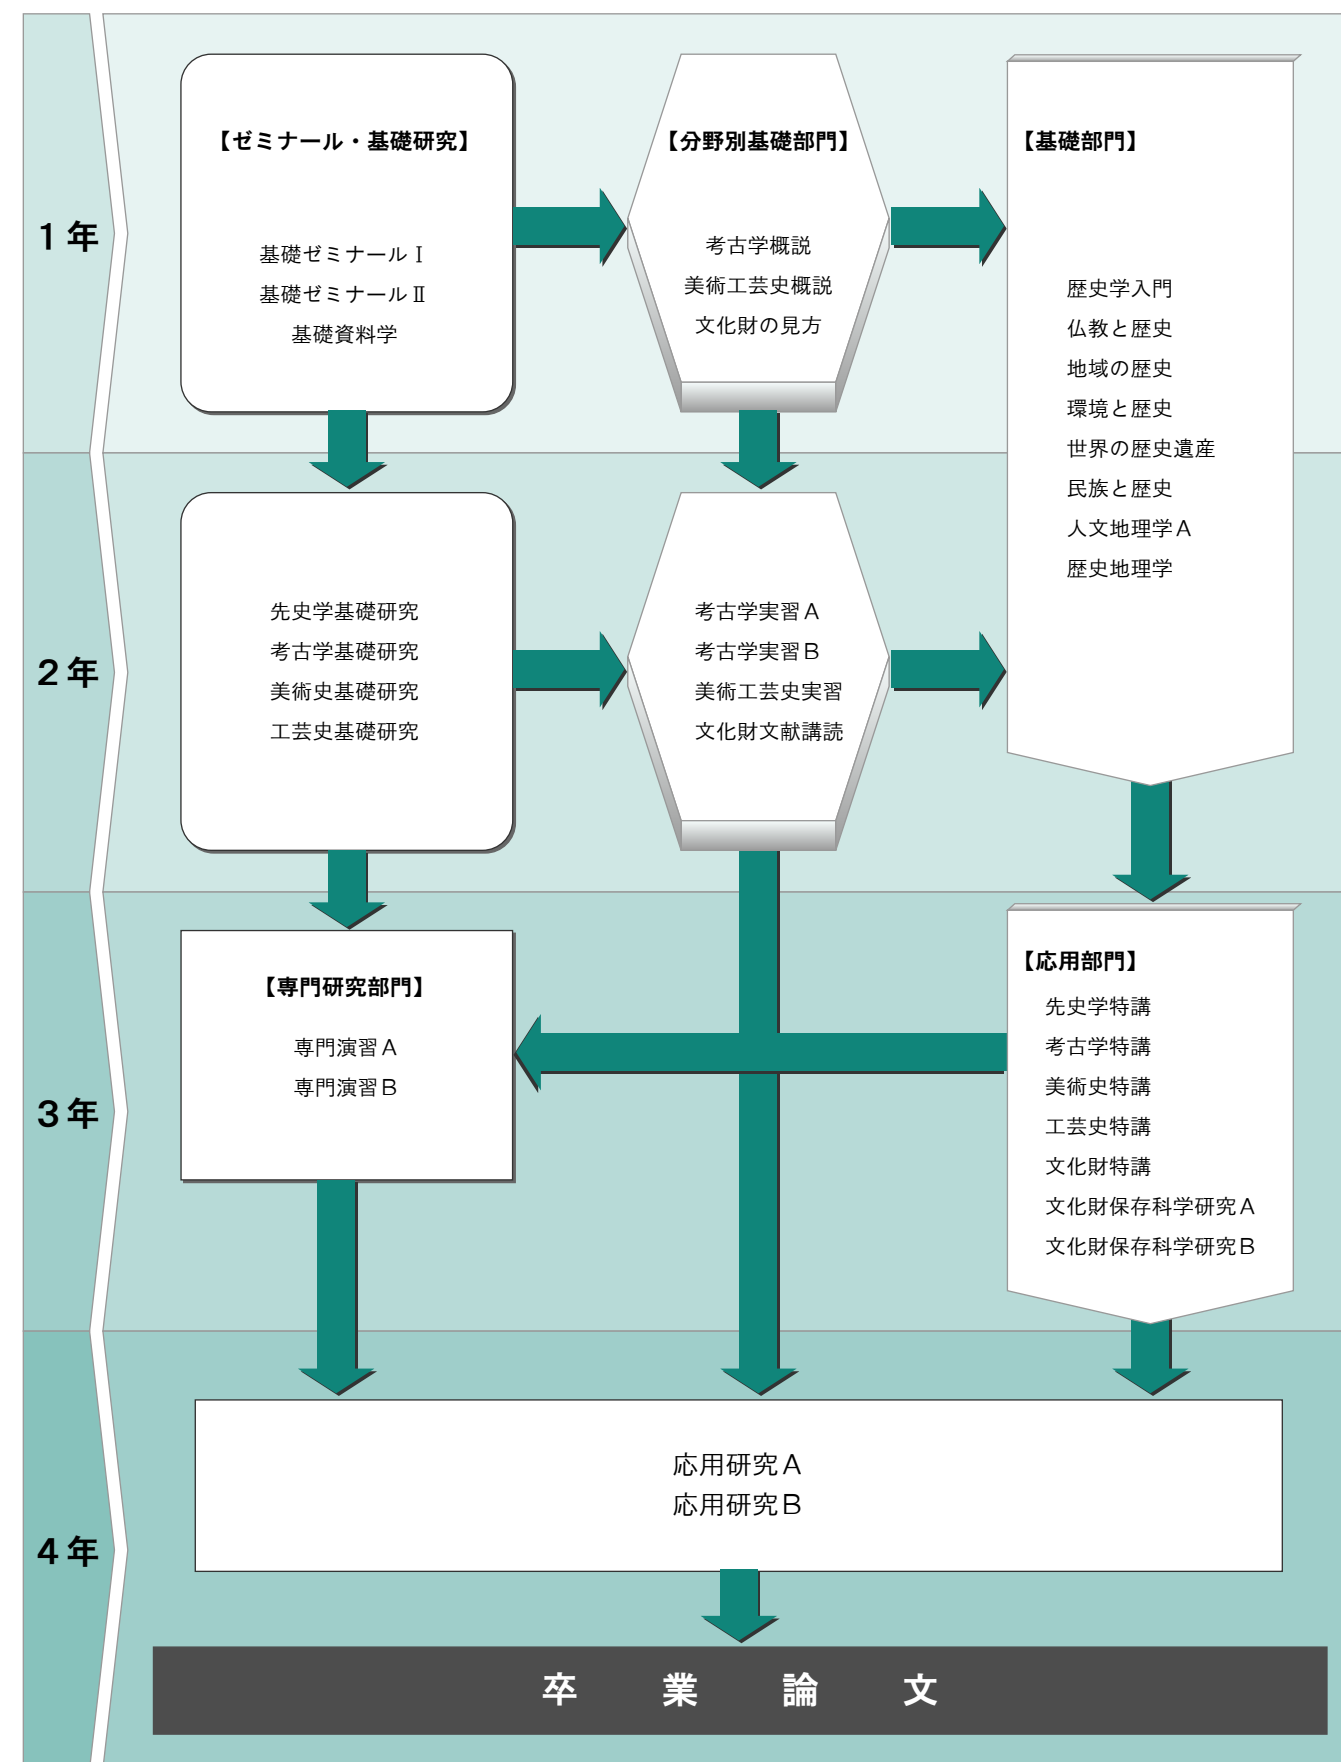 1年
【ゼミナール・基礎研究】
基礎ゼミナールⅠ
基礎ゼミナールⅡ
基礎資料学
【分野別基礎部門】
考古学概説
美術工芸史概説
文化財の見方
【基礎部門】
歴史学入門
仏教と歴史
地域の歴史
環境と歴史
世界の歴史遺産
民族と歴史
人文地理学A
歴史地理学
2年
先史学基礎研究
考古学基礎研究
美術史基礎研究
工芸史基礎研究
考古学実習A
考古学実習B
美術工芸史実習
文化財文献講読
3年
【専門研究部門】
専門演習A
専門演習B
【応用部門】
先史学特講
考古学特講
美術史特講
工芸史特講
文化財特講
文化財保存科学研究A
文化財保存科学研究B
4年
応用研究A
応用研究B
卒業論文